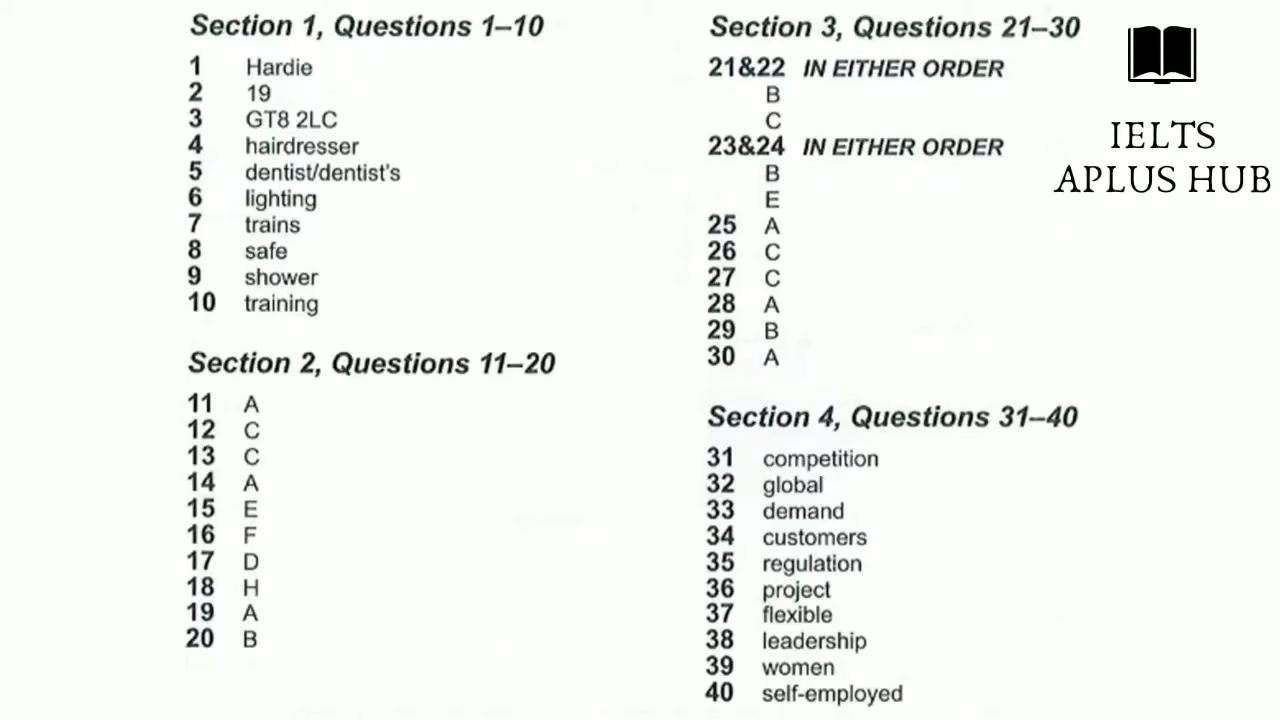 Section 1, Questions 1–10
1 Hardie
2 19
3 GT8 2LC
4 hairdresser
5 dentist/dentist's
6 lighting
7 trains
8 safe
9 shower
10 training
Section 2, Questions 11–20
11 A
12 C
13 C
14 A
15 E
16 F
17 D
18 H
19 A
20 B
Section 3, Questions 21–30
21&22 IN EITHER ORDER
B
C
23&24 IN EITHER ORDER
B
E
25 A
26 C
27 C
28 A
29 B
30 A
Section 4, Questions 31–40
31 competition
32 global
33 demand
34 customers
35 regulation
36 project
37 flexible
38 leadership
39 women
40 self-employed
IELTS
APLUS HUB